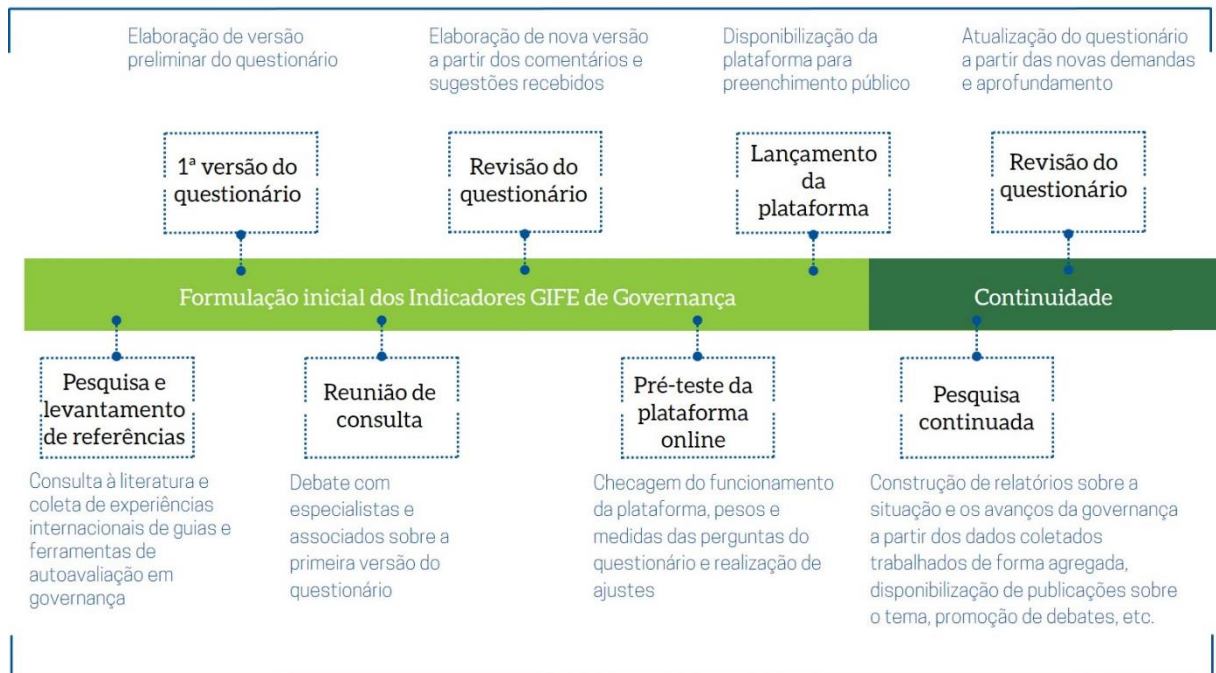 Elaboração de versão
preliminar do questionário
Elaboração de nova versão
a partir dos comentários e
sugestões recebidos
Disponibilização da
plataforma para
preenchimento público
Atualização do questionário
a partir das novas demandas
e aprofundamento
1ª versão do
questionário
Revisão do
questionário
Lançamento
da
plataforma
Revisão do
questionário
Formulação inicial dos Indicadores GIFE de Governança
Continuidade
Pesquisa e
levantamento
de referências
Reunião de
consulta
Pré-teste da
plataforma
online
Pesquisa
continuada
Consulta à literatura e
coleta de experiências
internacionais de guias e
ferramentas de
autoavaliação em
governança
Debate com
especialistas e
associados sobre a
primeira versão do
questionário
Checagem do funcionamento
da plataforma, pesos e
medidas das perguntas do
questionário e realização de
ajustes
Construção de relatórios sobre a
situação e os avanços da governança
a partir dos dados coletados
trabalhados de forma agregada,
disponibilização de publicações sobre
o tema, promoção de debates, etc.